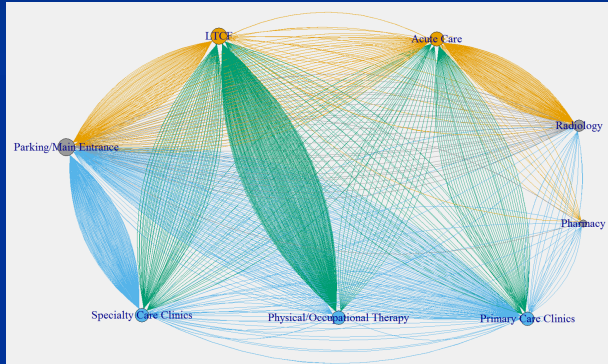 LTCF
Acute Care
Radiology
Parking/Main Entrance
Pharmacy
Specialty Care Clinics
Physical/Occupational Therapy
Primary Care Clinics